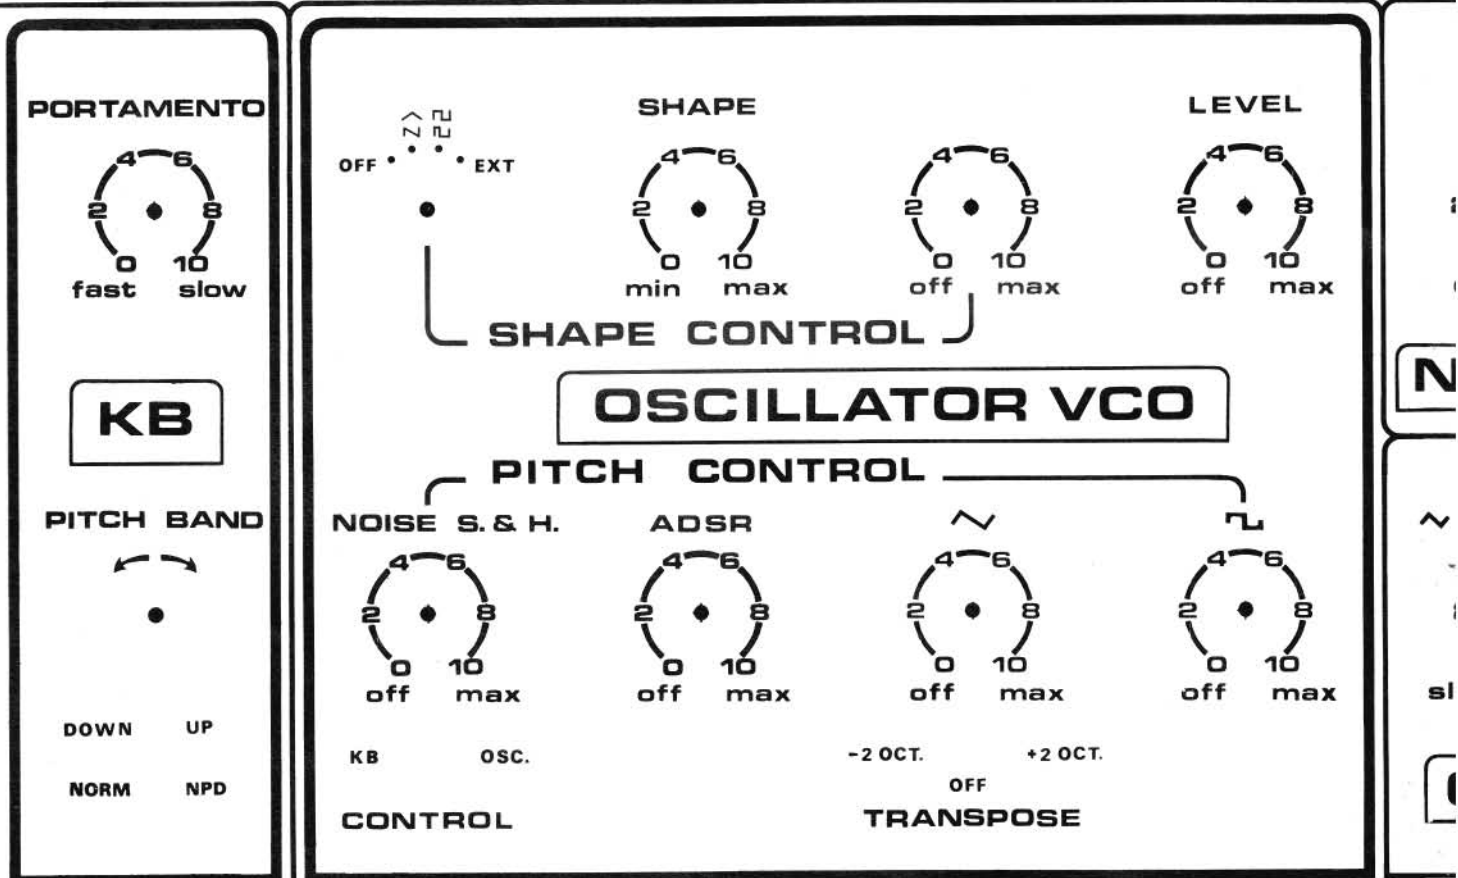 PORTAMENTO
4 6
2 8
0 10
fast slow
KB
PITCH BAND
DOWN UP
NORM NPD
OFF EXT
SHAPE
4 6
2 8
0 10
min max
4 6
2 8
0 10
off max
LEVEL
4 6
2 8
0 10
off max
SHAPE CONTROL
OSCILLATOR VCO
PITCH CONTROL
NOISE S. & H.
4 6
2 8
0 10
off max
ADSR
4 6
2 8
0 10
off max
4 6
2 8
0 10
off max
4 6
2 8
0 10
off max
KB OSC.
CONTROL
-2 OCT. +2 OCT.
OFF
TRANSPOSE
N
sl